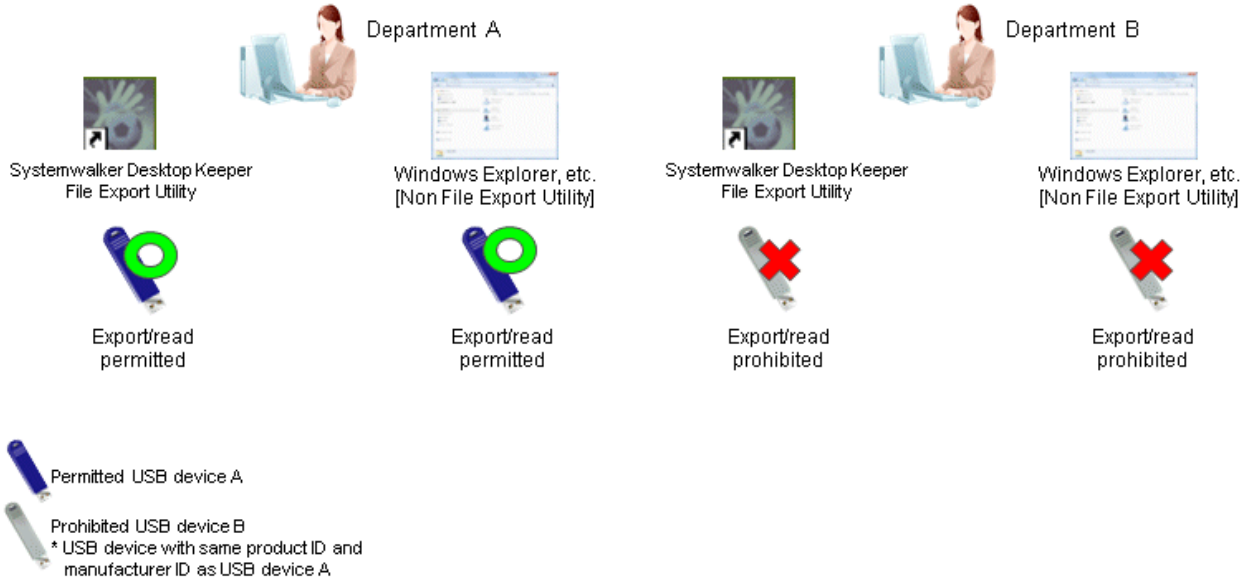 Department A
Department B
Systemwalker Desktop Keeper
File Export Utility
Windows Explorer, etc.
[Non File Export Utility]
Systemwalker Desktop Keeper
File Export Utility
Windows Explorer, etc.
[Non File Export Utility]
Export/read
permitted
Export/read
permitted
Export/read
prohibited
Export/read
prohibited
Permitted USB device A
Prohibited USB device B
* USB device with same product ID and
manufacturer ID as USB device A